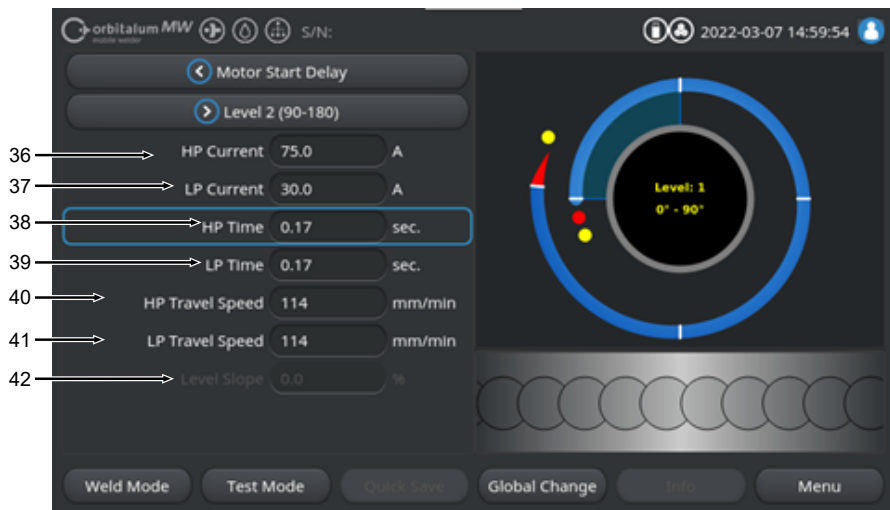 orbitalum MW S/N: 2022-03-07 14:59:54
mobile welder
Motor Start Delay
Level 2 (90-180)
36 HP Current 75.0 A
37 LP Current 30.0 A
38 HP Time 0.17 sec.
39 LP Time 0.17 sec.
40 HP Travel Speed 114 mm/min
41 LP Travel Speed 114 mm/min
42 Level Slope 0.0 %
Level: 1
0° - 90°
Weld Mode Test Mode Quick Save Global Change Info Menu